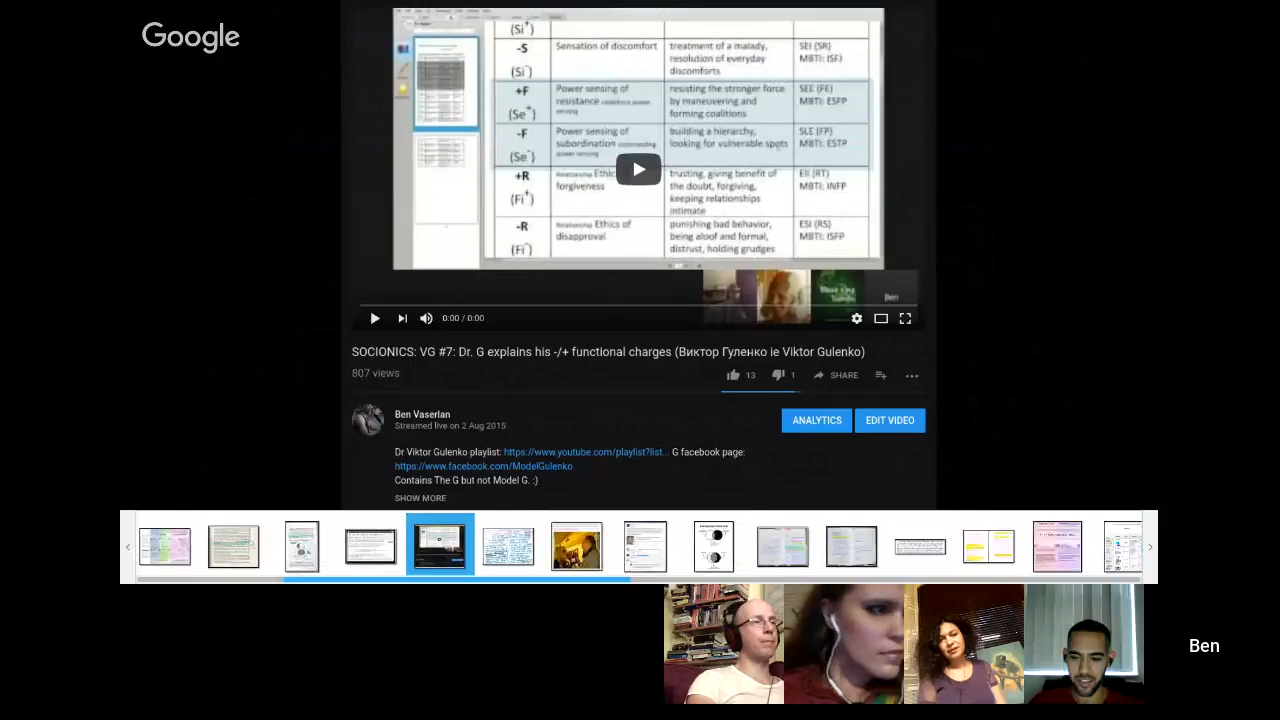 Google
(Si+)
-S
Sensation of discomfort
treatment of a malady,
resolution of everyday
discomforts
SEI (SR)
MBTI: ISFJ
(Si-)
+F
Power sensing of
resistance
sensing
resisting the stronger force
by maneuvering and
forming coalitions
SEE (FE)
MBTI: ESFP
(Se+)
-F
Power sensing of
subordination
power sensing
building a hierarchy,
looking for vulnerable spots
SLE (FP)
MBTI: ESTP
(Se-)
+R
Relationship
forgiveness
trusting, giving benefit of
the doubt, forgiving,
keeping relationships
intimate
EII (RT)
MBTI: INFP
(Fi+)
-R
Relationship Ethics of
disapproval
punishing bad behavior,
being aloof and formal,
distrust, holding grudges
ESI (RS)
MBTI: ISFP
(Fi-)
Ben
0:00 / 0:00
SOCIONICS: VG #7: Dr. G explains his -/+ functional charges (Виктор Гуленко ie Viktor Gulenko)
807 views
13
1
SHARE
Ben Vaserlan
Streamed live on 2 Aug 2015
ANALYTICS
EDIT VIDEO
Dr Viktor Gulenko playlist: https://www.youtube.com/playlist?list... G facebook page:
https://www.facebook.com/ModelGulenko
Contains The G but not Model G. :)
SHOW MORE
Ben